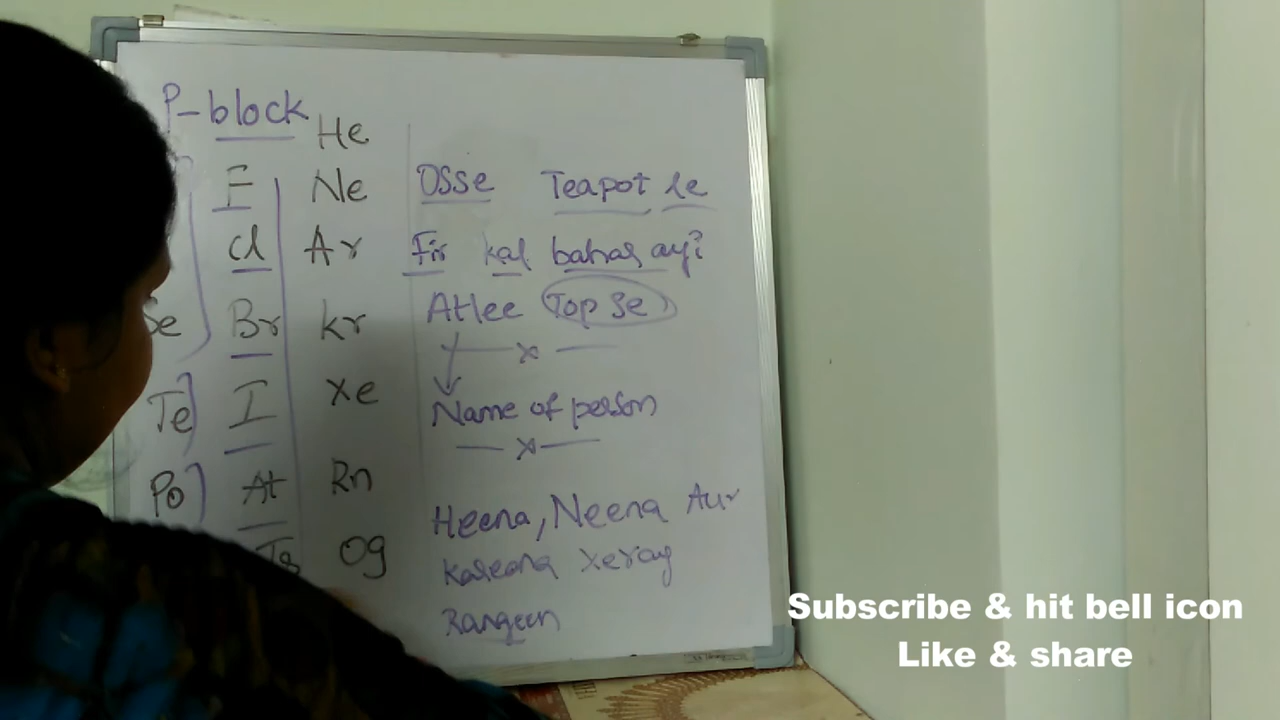 P-block
He
F Ne
Cl Ar
Se Br Kr
Te I Xe
Po At Rn
Ts Og
OSSe Teapot le
Fir kal bahar ayi?
Atlee Top Se
x
Name of person
x
Heena, Neena Aur
Kareena Xeray
Rangeen
Subscribe & hit bell icon
Like & share